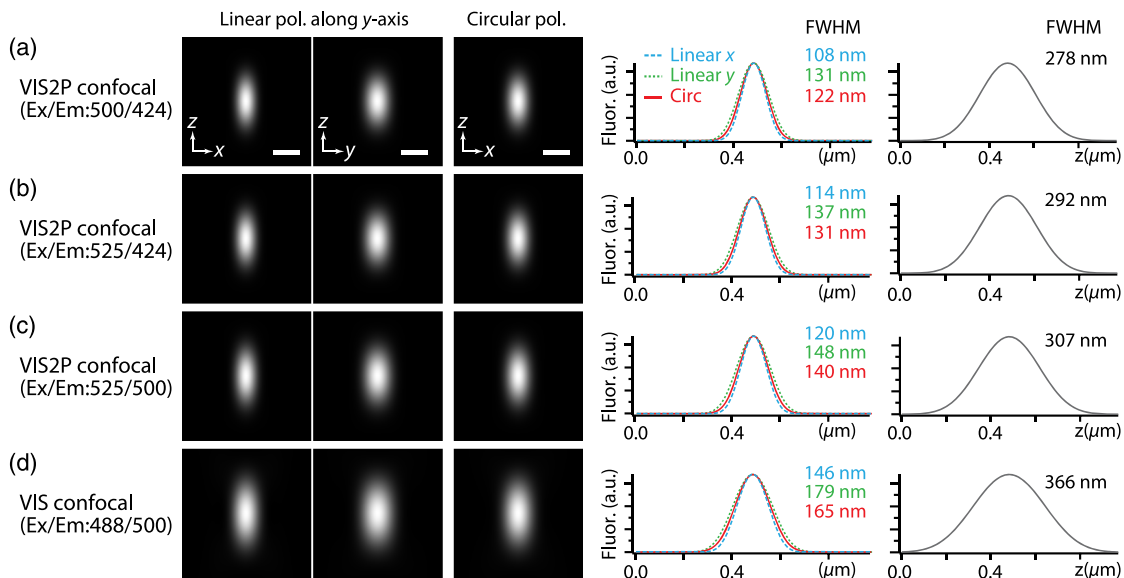 Linear pol. along y-axis
Circular pol.
(a)
VIS2P confocal
(Ex/Em:500/424)
z
x
z
y
z
x
Fluor. (a.u.)
FWHM
Linear x
108 nm
Linear y
131 nm
Circ
122 nm
0.0
0.4
(μm)
FWHM
278 nm
0.0
0.4
z(μm)
(b)
VIS2P confocal
(Ex/Em:525/424)
Fluor. (a.u.)
114 nm
137 nm
131 nm
0.0
0.4
(μm)
292 nm
0.0
0.4
z(μm)
(c)
VIS2P confocal
(Ex/Em:525/500)
Fluor. (a.u.)
120 nm
148 nm
140 nm
0.0
0.4
(μm)
307 nm
0.0
0.4
z(μm)
(d)
VIS confocal
(Ex/Em:488/500)
Fluor. (a.u.)
146 nm
179 nm
165 nm
0.0
0.4
(μm)
366 nm
0.0
0.4
z(μm)